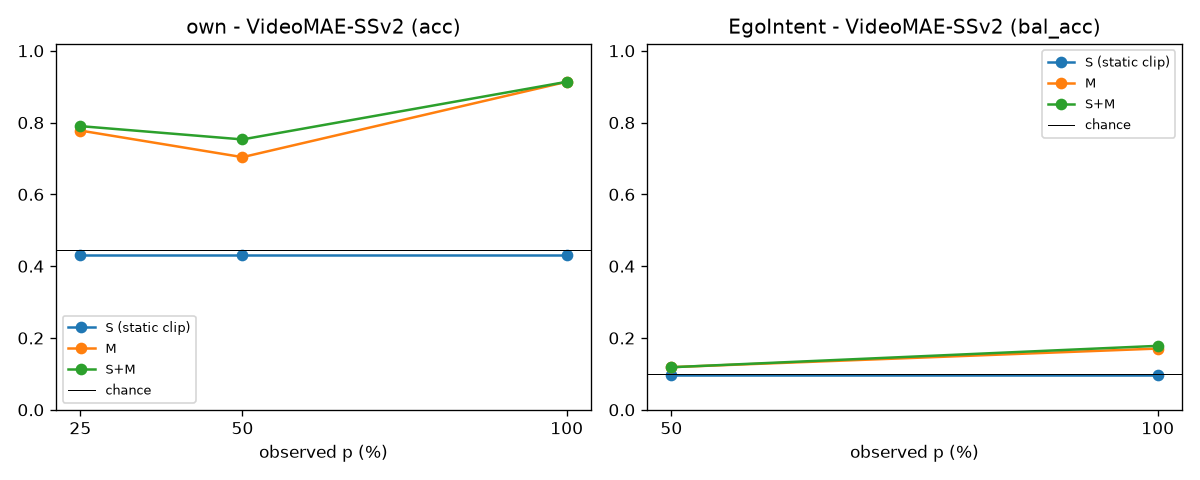 own - VideoMAE-SSv2 (acc)
1.0
0.8
0.6
0.4
0.2
0.0
S (static clip)
M
S+M
chance
25
50
100
observed p (%)
EgoIntent - VideoMAE-SSv2 (bal_acc)
1.0
0.8
0.6
0.4
0.2
0.0
S (static clip)
M
S+M
chance
50
100
observed p (%)